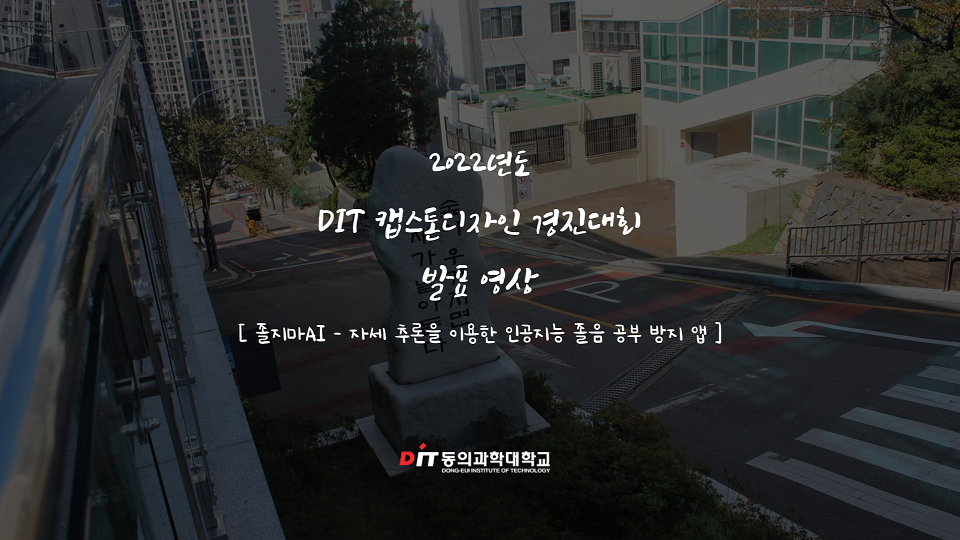 2022년도
DIT 캡스톤디자인 경진대회
발표 영상
[ 졸지마AI - 자세 추론을 이용한 인공지능 졸음 공부 방지 앱 ]
DIT 동의과학대학교
DONG-EUI INSTITUTE OF TECHNOLOGY
P